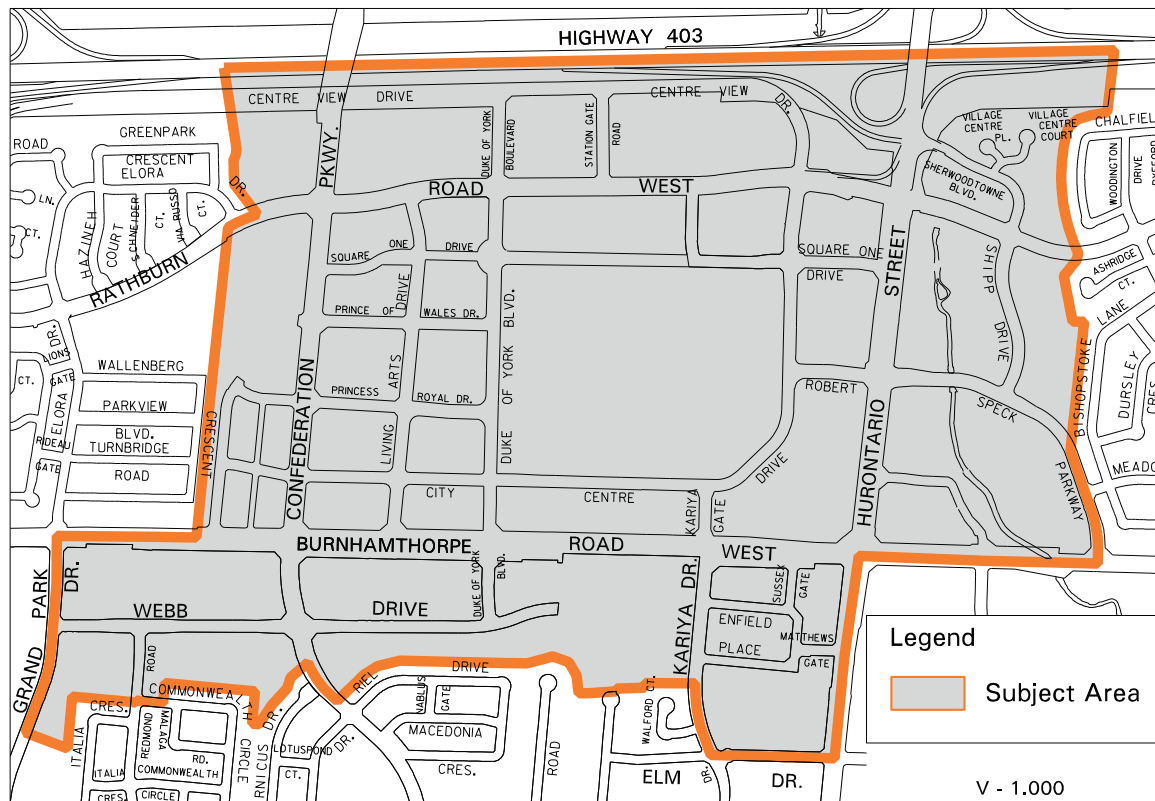 HIGHWAY 403
CENTRE VIEW DRIVE
CENTRE VIEW
DR.
GREENPARK
ROAD
CRESCENT
ELORA
DR.
PKWY.
DUKE OF YORK
BOULEVARD
STATION GATE
ROAD
VILLAGE
CENTRE
PL.
VILLAGE
CENTRE
COURT
CHALFIE
WOODINGTON
DRIVE
SHERWOODTOWNE
BLVD.
ROAD WEST
LN.
CT.
HAZINEH
COURT
SCHNEIDER
CT.
VIA RUSSO
CT.
RATHBURN
SQUARE ONE
DRIVE
SQUARE ONE
DRIVE
STREET
SHIPP
DRIVE
ASHRIDGE
CT.
LANE
PRINCE OF
WALES DR.
DRIVE
DUKE OF YORK BLVD.
DR.
LIONS
GATE
CT.
ELORA
WALLENBERG
PARKVIEW
BLVD.
TURNBRIDGE
ROAD
RIDEAU
GATE
CRESCENT
CONFEDERATION
PRINCESS
ROYAL DR.
ARTS
LIVING
ROBERT
SPECK
PARKWAY
BISHOPSTOKE
DURSLEY
CRES
MEADO
HURONTARIO
DRIVE
CITY CENTRE
KARIYA
GATE
BURNHAMTHORPE ROAD WEST
GRAND PARK
DR.
WEBB DRIVE
DUKE OF YORK
BLVD.
KARIYA DR.
SUSSEX
GATE
ENFIELD
PLACE
MATTHEWS
GATE
ROAD
COMMONWEALTH
CIRCLE
CRES.
ITALIA
REDMOND
MALAGA
RD.
COMMONWEALTH
ITALIA
CRES.
CIRCLE
DR.
LOTUSPOND
DR.
CT.
RIEL DRIVE
NABLUS
GATE
MACEDONIA
CRES.
ROAD
WALFORD CT.
ELM DR.
DR.
Legend
Subject Area
V - 1.000